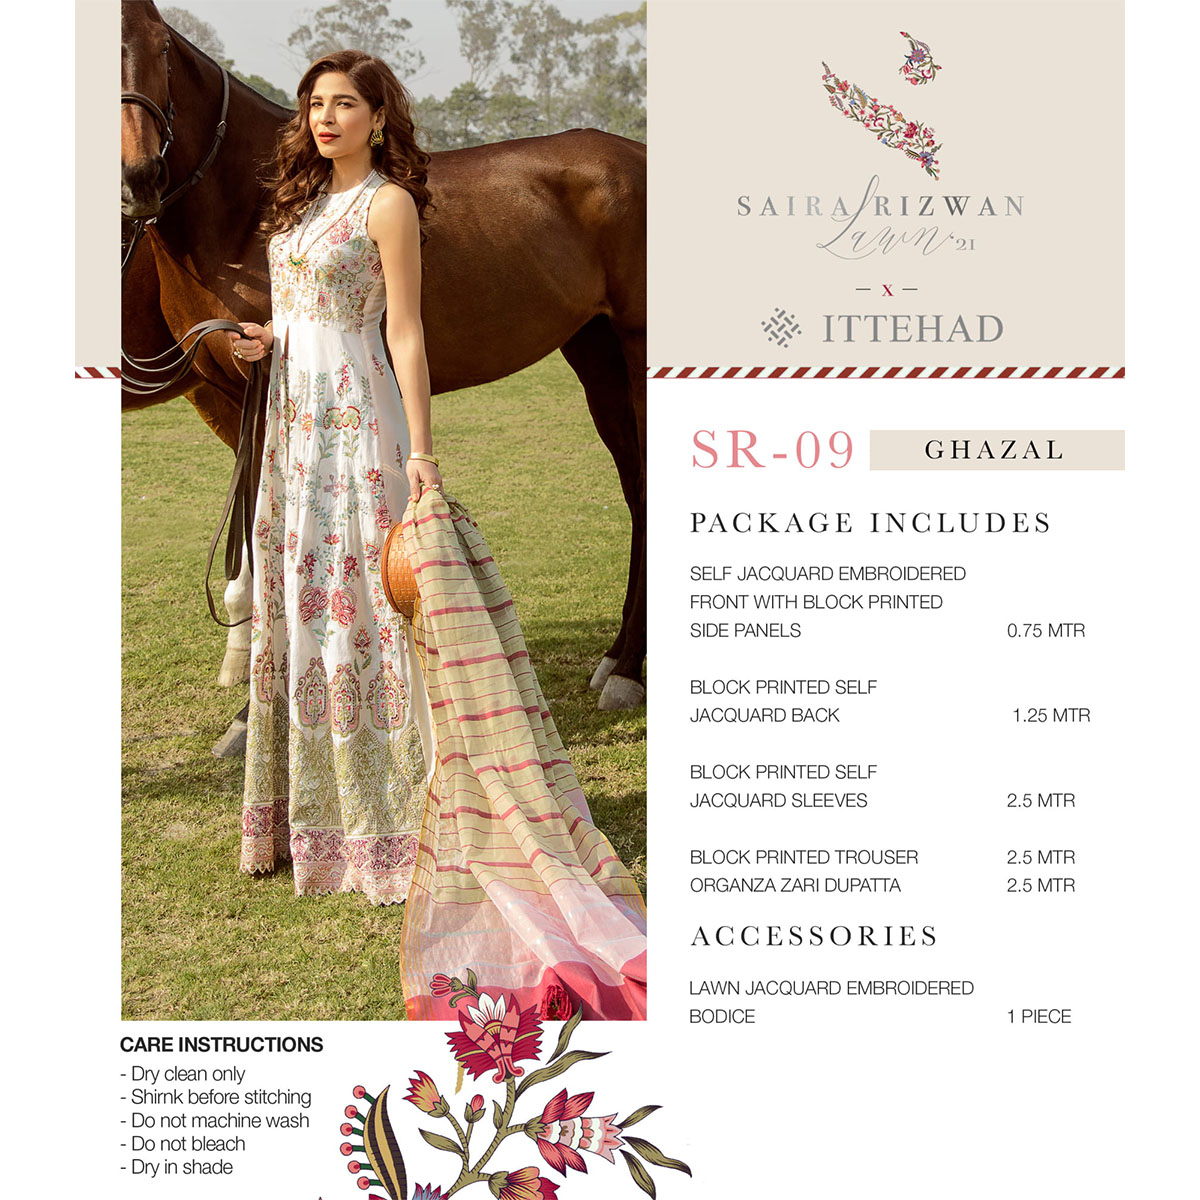 SAIRA RIZWAN
Lawn '21
- X -
ITTEHAD
SR-09 GHAZAL
PACKAGE INCLUDES
SELF JACQUARD EMBROIDERED
FRONT WITH BLOCK PRINTED
SIDE PANELS 0.75 MTR
BLOCK PRINTED SELF
JACQUARD BACK 1.25 MTR
BLOCK PRINTED SELF
JACQUARD SLEEVES 2.5 MTR
BLOCK PRINTED TROUSER 2.5 MTR
ORGANZA ZARI DUPATTA 2.5 MTR
ACCESSORIES
LAWN JACQUARD EMBROIDERED
BODICE 1 PIECE
CARE INSTRUCTIONS
- Dry clean only
- Shirnk before stitching
- Do not machine wash
- Do not bleach
- Dry in shade